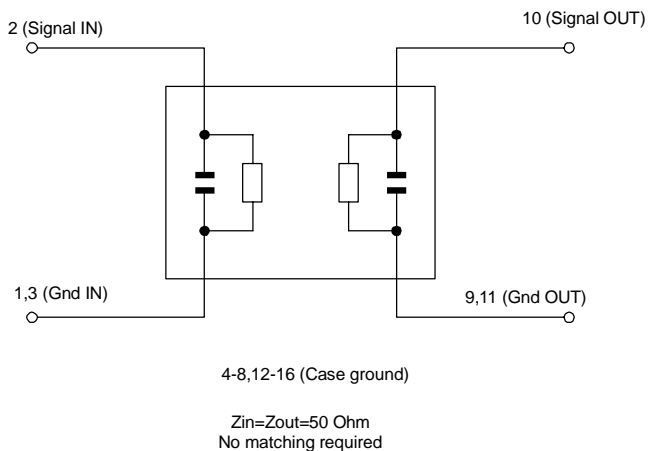 2 (Signal IN)
10 (Signal OUT)
1,3 (Gnd IN)
9,11 (Gnd OUT)
4-8,12-16 (Case ground)
Zin=Zout=50 Ohm
No matching required